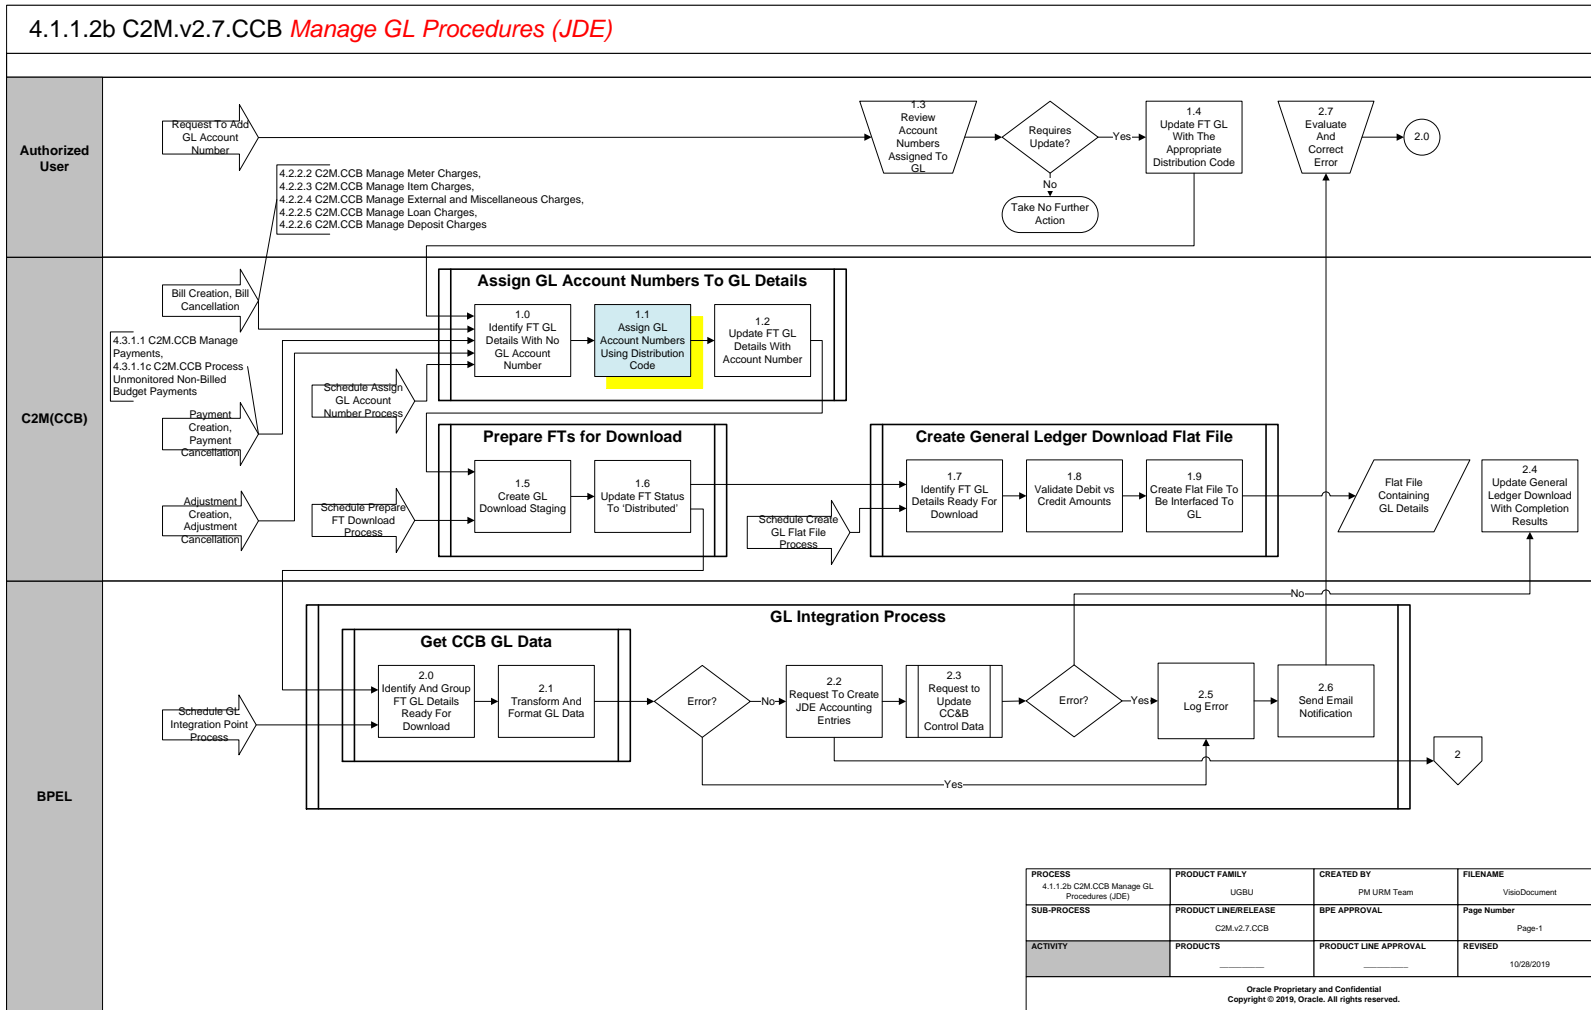 4.1.1.2b C2M.v2.7.CCB Manage GL Procedures (JDE)
Authorized
User
Request To Add
GL Account
Number
1.3
Review
Account
Numbers
Assigned To
GL
Requires
Update?
Yes
No
Take No Further
Action
1.4
Update FT GL
With The
Appropriate
Distribution Code
2.7
Evaluate
And
Correct
Error
2.0
4.2.2.2 C2M.CCB Manage Meter Charges,
4.2.2.3 C2M.CCB Manage Item Charges,
4.2.2.4 C2M.CCB Manage External and Miscellaneous Charges,
4.2.2.5 C2M.CCB Manage Loan Charges,
4.2.2.6 C2M.CCB Manage Deposit Charges
C2M(CCB)
Bill Creation, Bill
Cancellation
4.3.1.1 C2M.CCB Manage
Payments,
4.3.1.1c C2M.CCB Process
Unmonitored Non-Billed
Budget Payments
Payment
Creation,
Payment
Cancellation
Adjustment
Creation,
Adjustment
Cancellation
Assign GL Account Numbers To GL Details
1.0
Identify FT GL
Details With No
GL Account
Number
1.1
Assign GL
Account Numbers
Using Distribution
Code
1.2
Update FT GL
Details With
Account Number
Schedule Assign
GL Account
Number Process
Prepare FTs for Download
1.5
Create GL
Download Staging
1.6
Update FT Status
To ‘Distributed’
Schedule Prepare
FT Download
Process
Create General Ledger Download Flat File
1.7
Identify FT GL
Details Ready For
Download
1.8
Validate Debit vs
Credit Amounts
1.9
Create Flat File To
Be Interfaced To
GL
Schedule Create
GL Flat File
Process
Flat File
Containing
GL Details
2.4
Update General
Ledger Download
With Completion
Results
BPEL
GL Integration Process
Get CCB GL Data
Schedule GL
Integration Point
Process
2.0
Identify And Group
FT GL Details
Ready For
Download
2.1
Transform And
Format GL Data
Error?
No
Yes
2.2
Request To Create
JDE Accounting
Entries
2.3
Request to
Update
CC&B
Control Data
Error?
No
Yes
2.5
Log Error
2.6
Send Email
Notification
2
PROCESS
4.1.1.2b C2M.CCB Manage GL
Procedures (JDE)
PRODUCT FAMILY
UGBU
CREATED BY
PM URM Team
FILENAME
VisioDocument
SUB-PROCESS
PRODUCT LINE/RELEASE
C2M.v2.7.CCB
BPE APPROVAL
Page Number
Page-1
ACTIVITY
PRODUCTS
PRODUCT LINE APPROVAL
REVISED
10/28/2019
Oracle Proprietary and Confidential
Copyright © 2019, Oracle. All rights reserved.